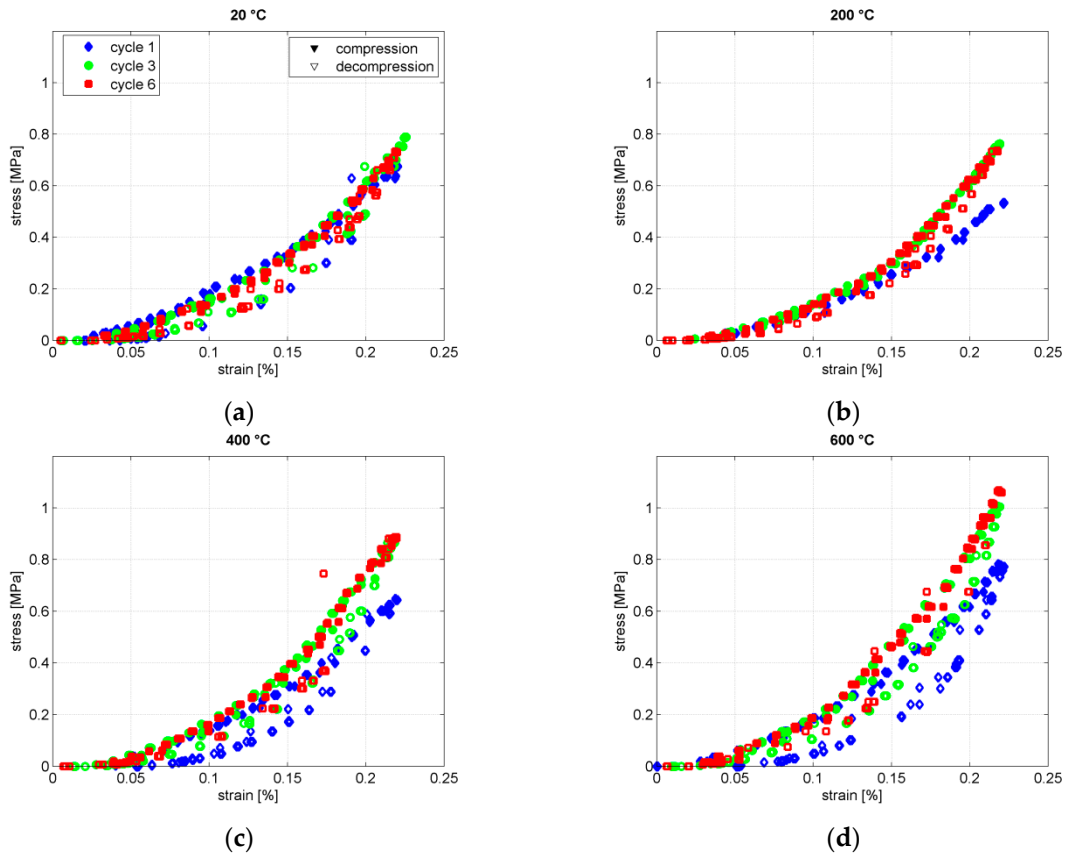 20 °C
cycle 1
cycle 3
cycle 6
compression
decompression
stress [MPa]
1
0.8
0.6
0.4
0.2
0
0 0.05 0.1 0.15 0.2 0.25
strain [%]
(a)
200 °C
stress [MPa]
1
0.8
0.6
0.4
0.2
0
0 0.05 0.1 0.15 0.2 0.25
strain [%]
(b)
400 °C
stress [MPa]
1
0.8
0.6
0.4
0.2
0
0 0.05 0.1 0.15 0.2 0.25
strain [%]
(c)
600 °C
stress [MPa]
1
0.8
0.6
0.4
0.2
0
0 0.05 0.1 0.15 0.2 0.25
strain [%]
(d)